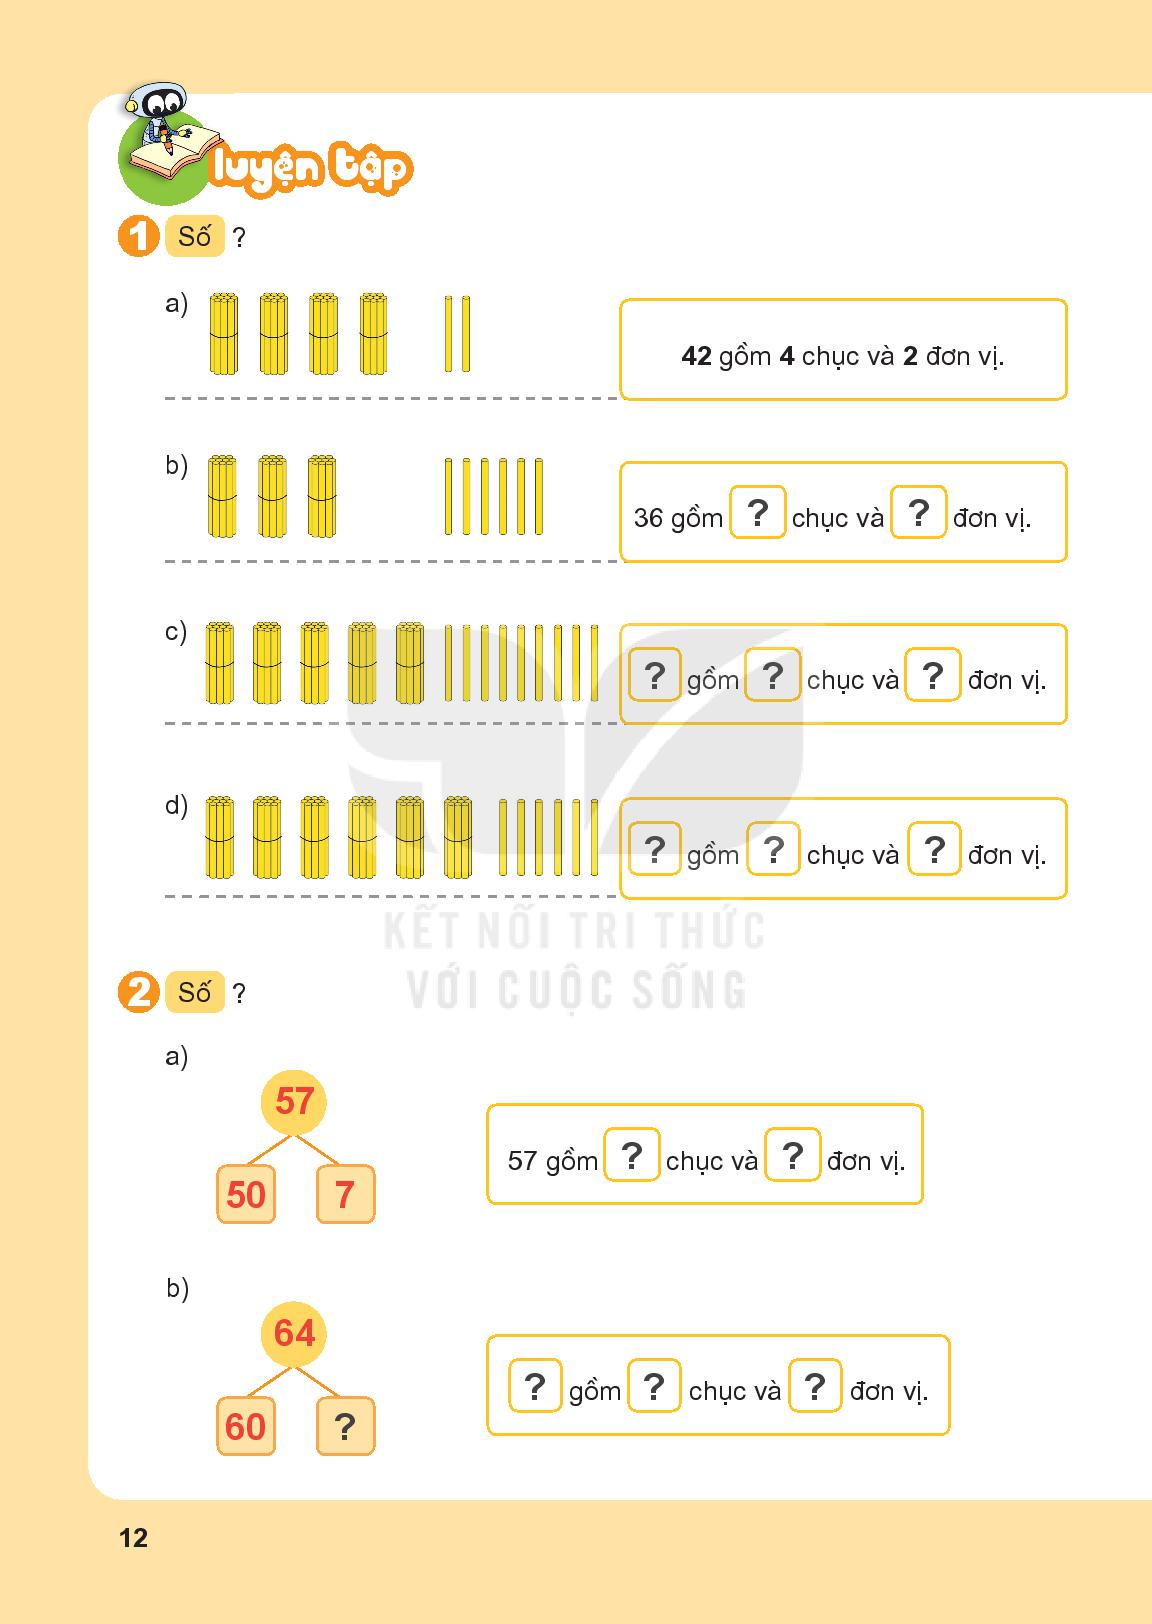 luyện tập
1 Số ?
a)
42 gồm 4 chục và 2 đơn vị.
b)
36 gồm ? chục và ? đơn vị.
c)
? gồm ? chục và ? đơn vị.
d)
? gồm ? chục và ? đơn vị.
KẾT NỐI TRI THỨC
VỚI CUỘC SỐNG
2 Số ?
a)
57
50 7
57 gồm ? chục và ? đơn vị.
b)
64
60 ?
? gồm ? chục và ? đơn vị.
12